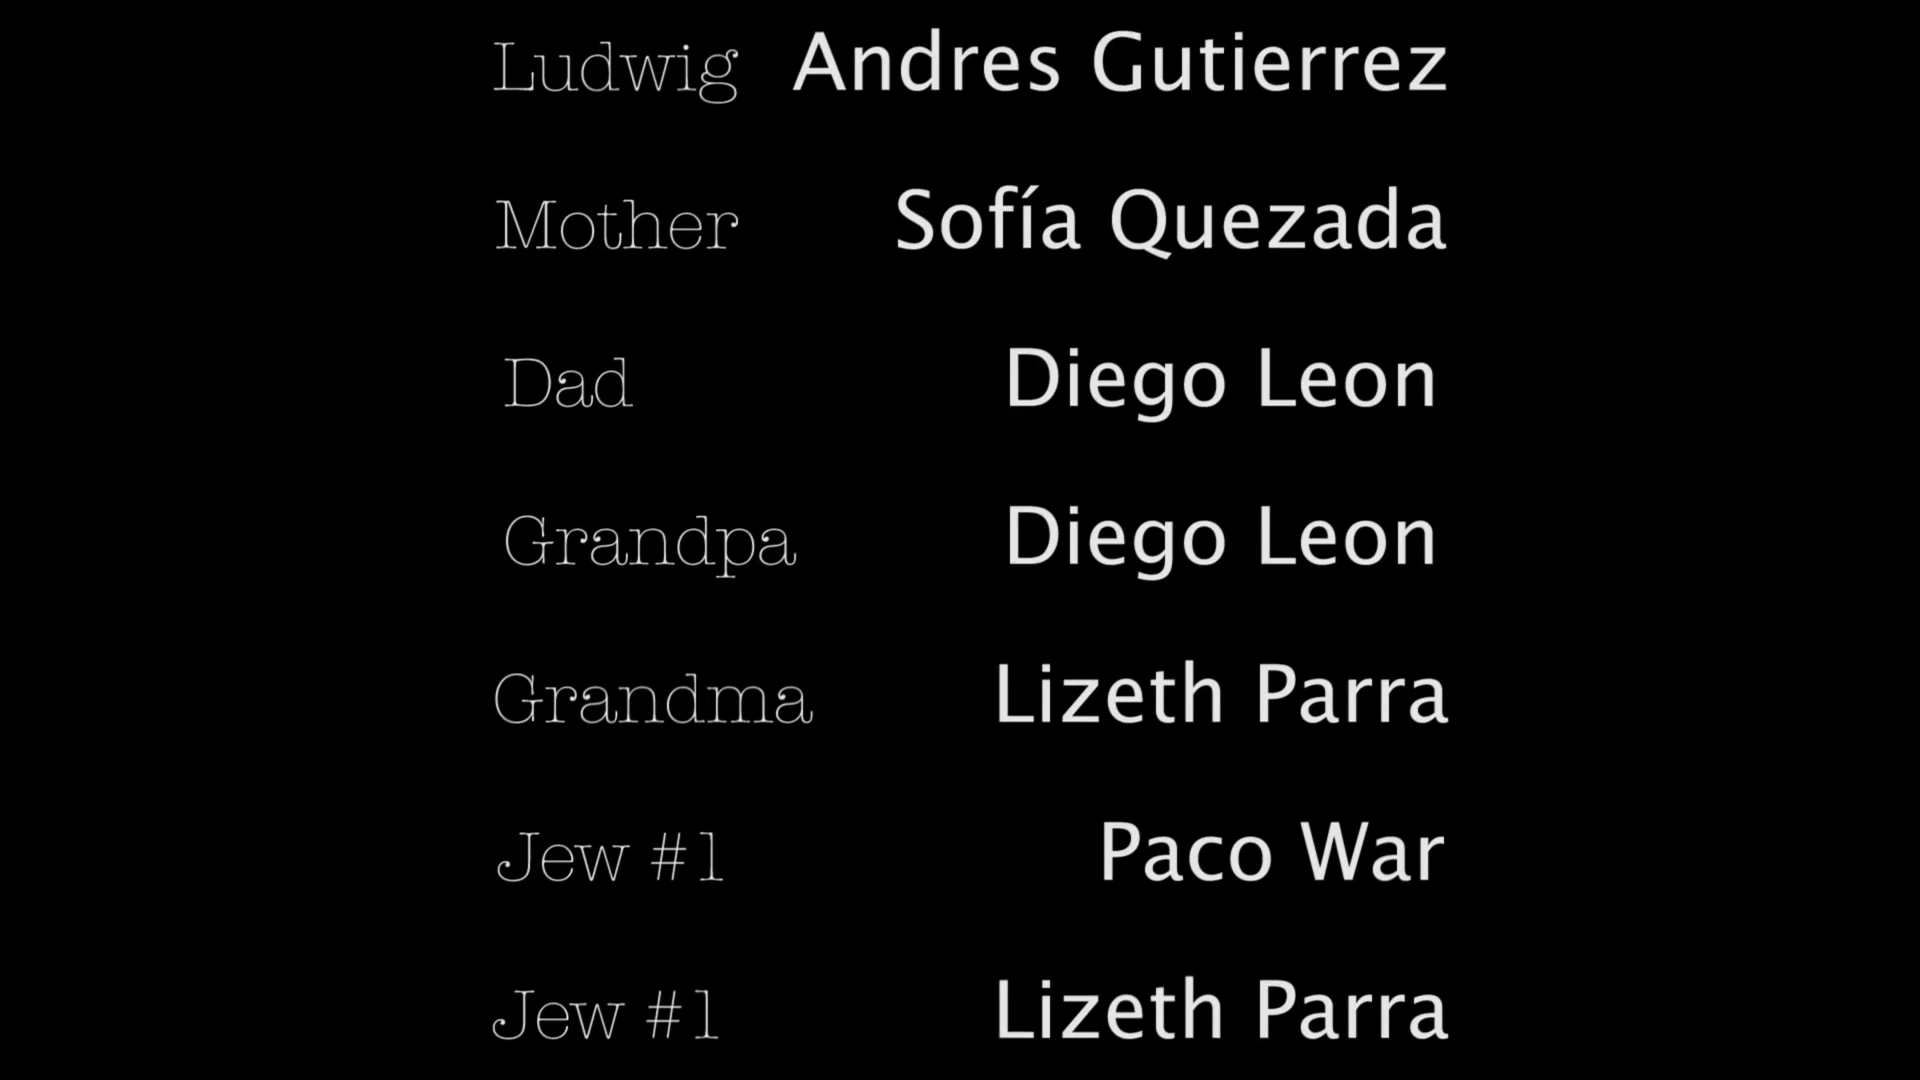 Ludwig Andres Gutierrez
Mother Sofía Quezada
Dad Diego Leon
Grandpa Diego Leon
Grandma Lizeth Parra
Jew #1 Paco War
Jew #1 Lizeth Parra